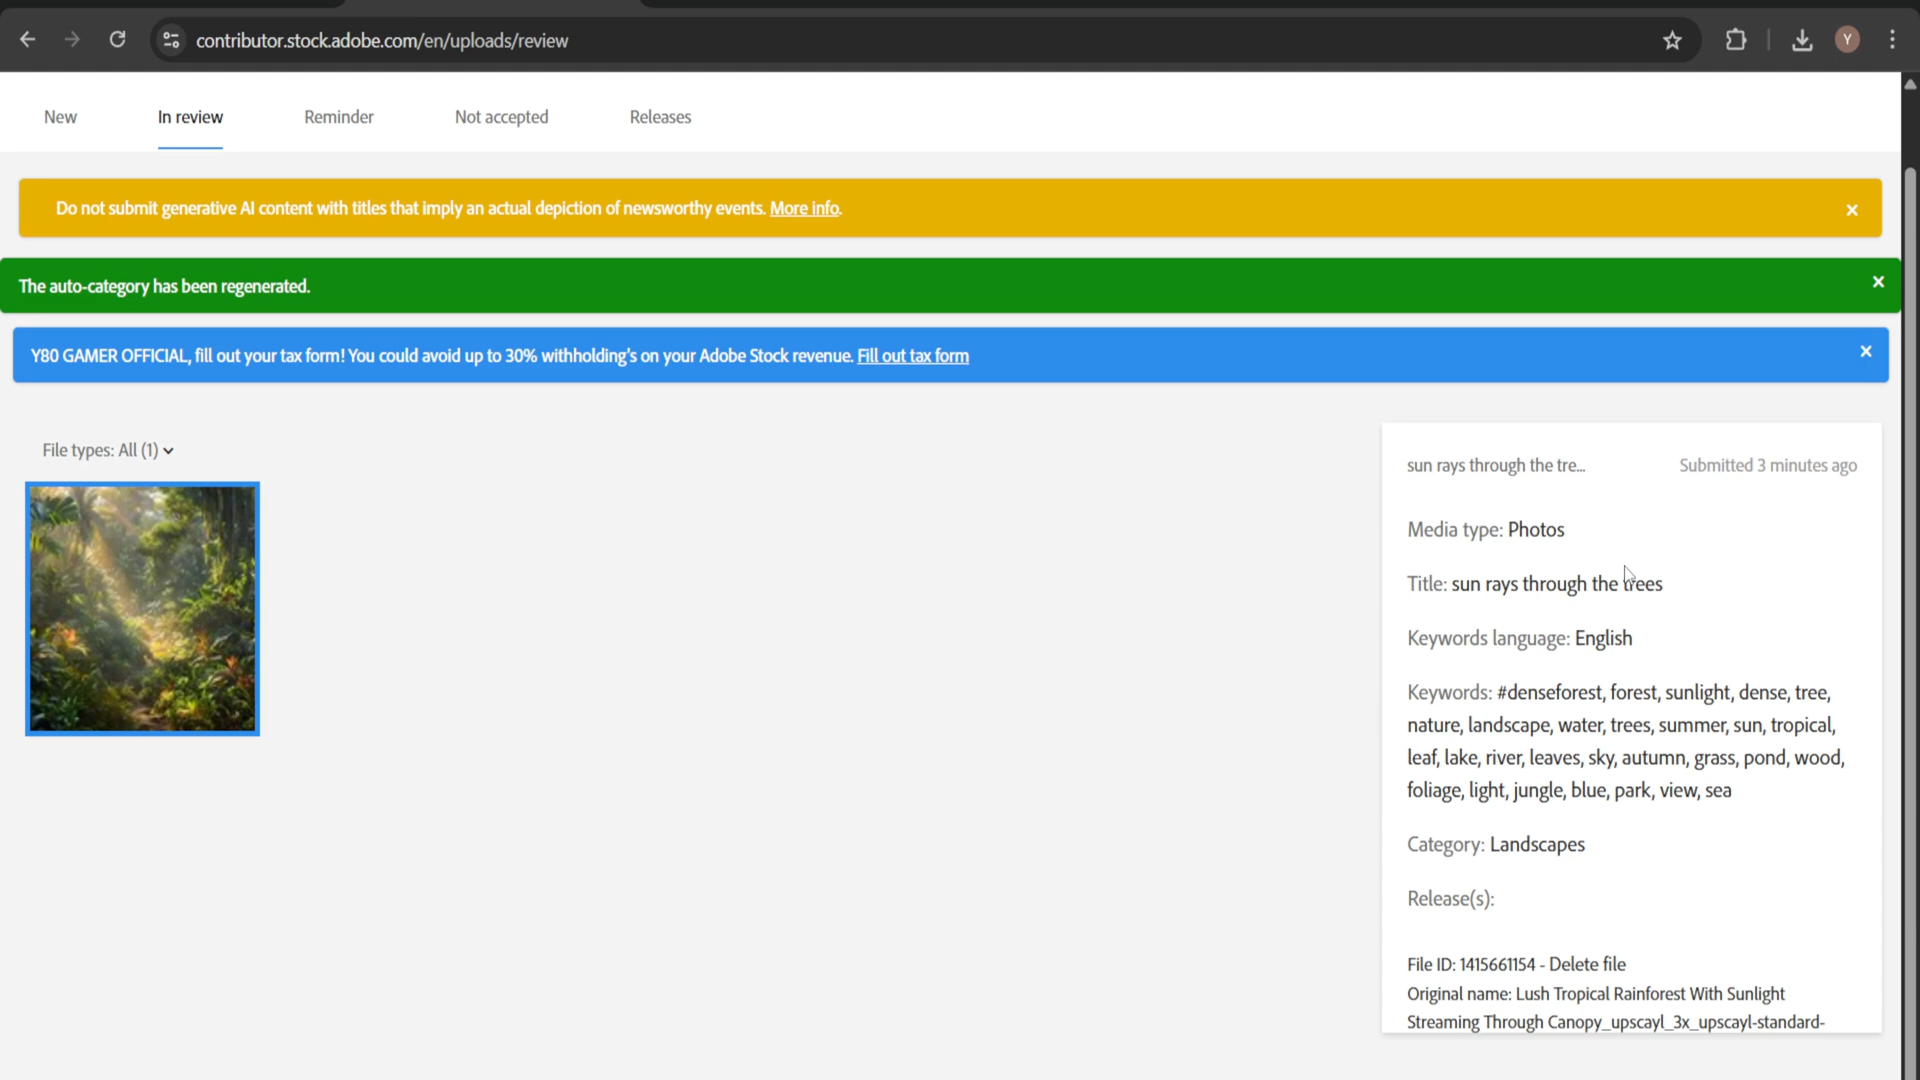 contributor.stock.adobe.com/en/uploads/review
Y
New
In review
Reminder
Not accepted
Releases
Do not submit generative AI content with titles that imply an actual depiction of newsworthy events. More info.
The auto-category has been regenerated.
Y80 GAMER OFFICIAL, fill out your tax form! You could avoid up to 30% withholding's on your Adobe Stock revenue. Fill out tax form
File types: All (1)
sun rays through the tre...
Submitted 3 minutes ago
Media type: Photos
Title: sun rays through the trees
Keywords language: English
Keywords: #denseforest, forest, sunlight, dense, tree,
nature, landscape, water, trees, summer, sun, tropical,
leaf, lake, river, leaves, sky, autumn, grass, pond, wood,
foliage, light, jungle, blue, park, view, sea
Category: Landscapes
Release(s):
File ID: 1415661154 - Delete file
Original name: Lush Tropical Rainforest With Sunlight
Streaming Through Canopy_upscayl_3x_upscayl-standard-